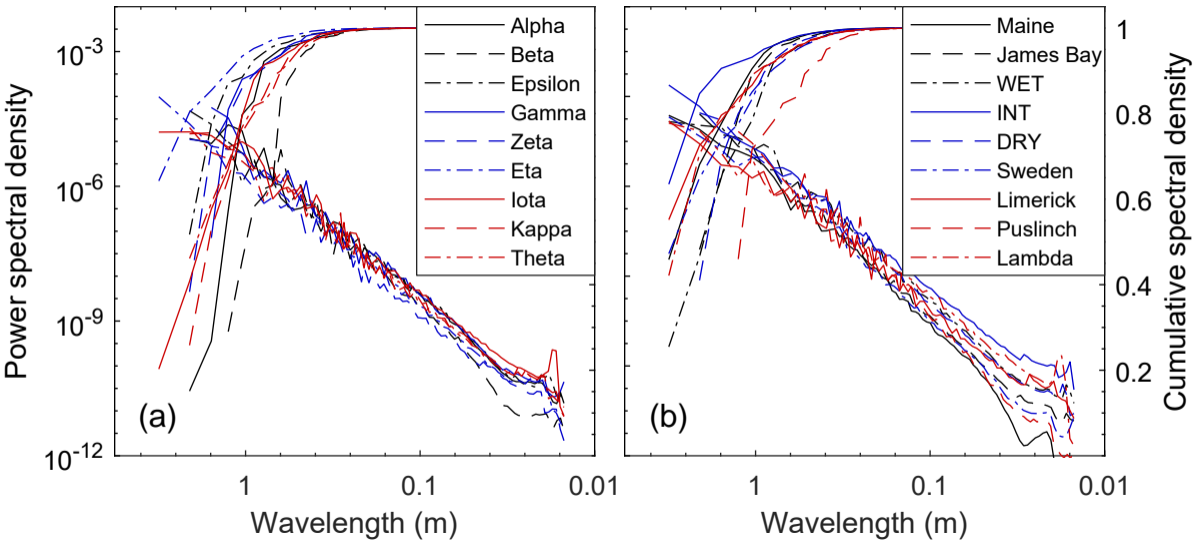 Power spectral density
10⁻³
10⁻⁶
10⁻⁹
10⁻¹²
Alpha
Beta
Epsilon
Gamma
Zeta
Eta
Iota
Kappa
Theta
(a)
1
0.1
0.01
Wavelength (m)
Maine
James Bay
WET
INT
DRY
Sweden
Limerick
Puslinch
Lambda
(b)
1
0.1
0.01
Wavelength (m)
1
0.8
0.6
0.4
0.2
Cumulative spectral density